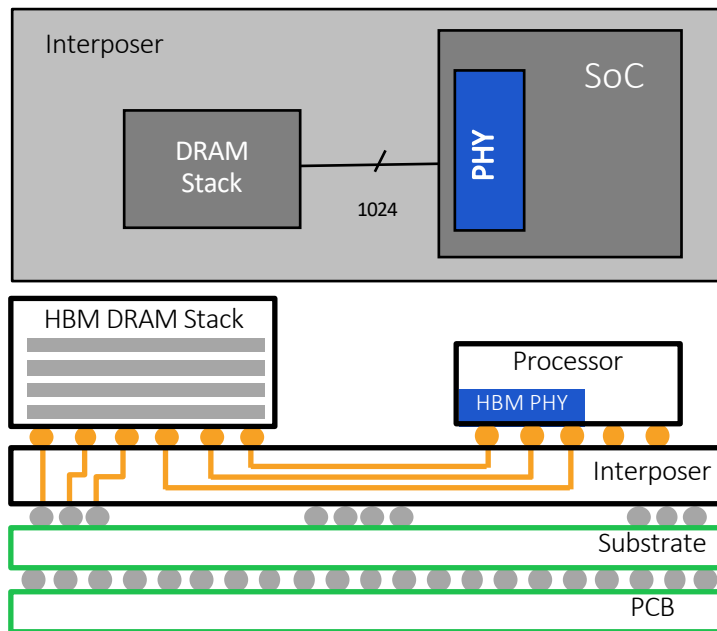 Interposer
SoC
PHY
DRAM
Stack
1024
HBM DRAM Stack
Processor
HBM PHY
Interposer
Substrate
PCB